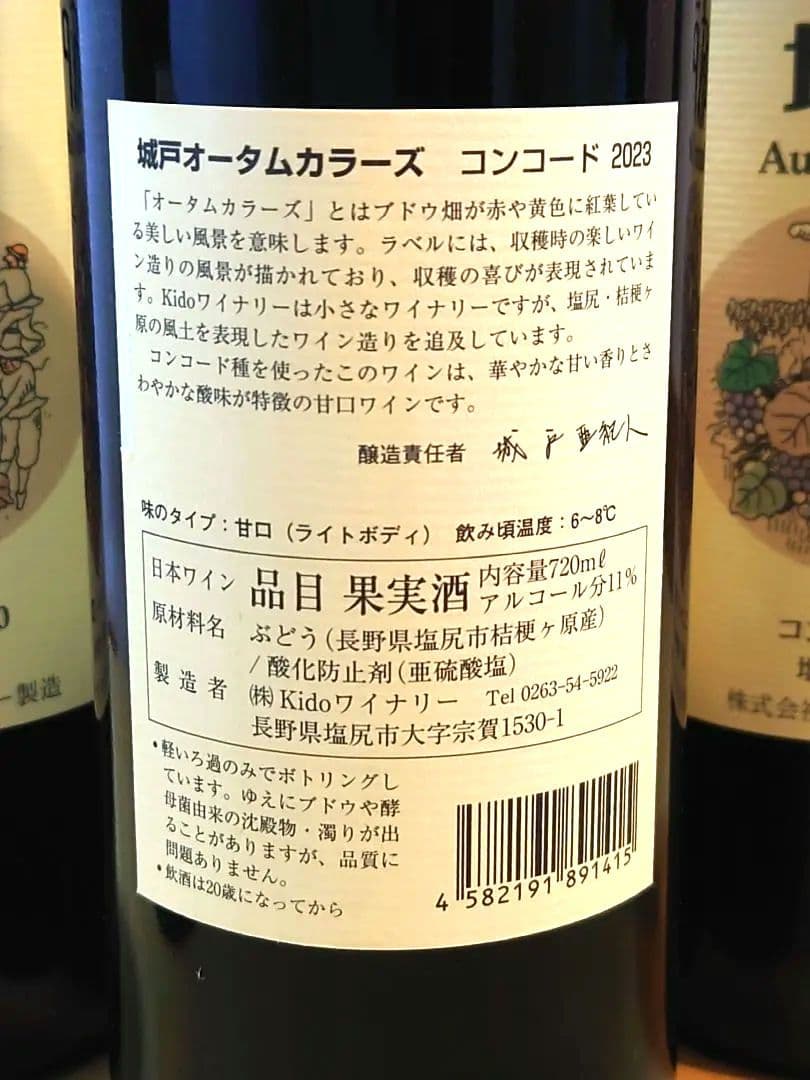 城戸オータムカラーズ　コンコード 2023
「オータムカラーズ」とはブドウ畑が赤や黄色に紅葉してい
る美しい風景を意味します。ラベルには、収穫時の楽しいワイ
ン造りの風景が描かれており、収穫の喜びが表現されていま
す。Kidoワイナリーは小さなワイナリーですが、塩尻・桔梗ヶ
原の風土を表現したワイン造りを追及しています。
コンコード種を使ったこのワインは、華やかな甘い香りとさ
わやかな酸味が特徴の甘口ワインです。
醸造責任者　城戸亜紀人
味のタイプ：甘口（ライトボディ）　飲み頃温度：6〜8℃
日本ワイン 品目 果実酒 内容量720mℓ
アルコール分11%
原材料名 ぶどう（長野県塩尻市桔梗ヶ原産）
/ 酸化防止剤（亜硫酸塩）
製造者 ㈱Kidoワイナリー　Tel 0263-54-5922
長野県塩尻市大字宗賀1530-1
・軽いろ過のみでボトリングし
ています。ゆえにブドウや酵
母菌由来の沈殿物・濁りが出
ることがありますが、品質に
問題ありません。
・飲酒は20歳になってから
4 582191 891415
ー製造
Au
コン
株式会社